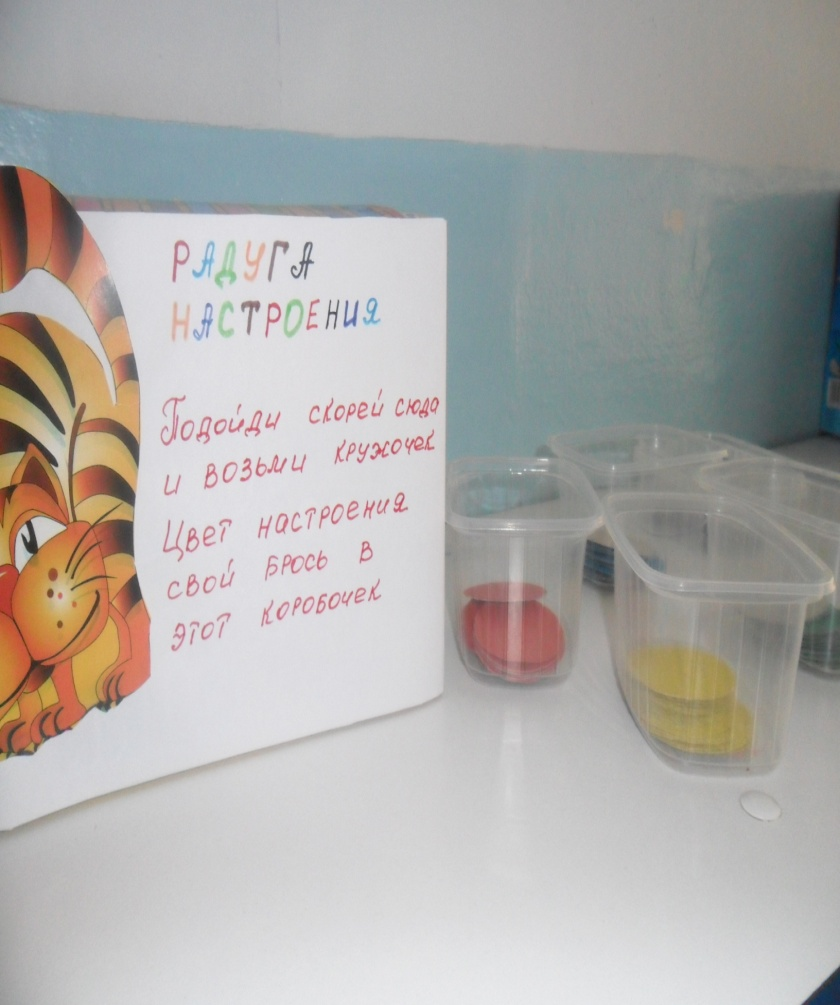 РАДУГА
НАСТРОЕНИЯ
Подойди скорей сюда
и возьми кружочек
Цвет настроения
свой брось в
этот коробочек